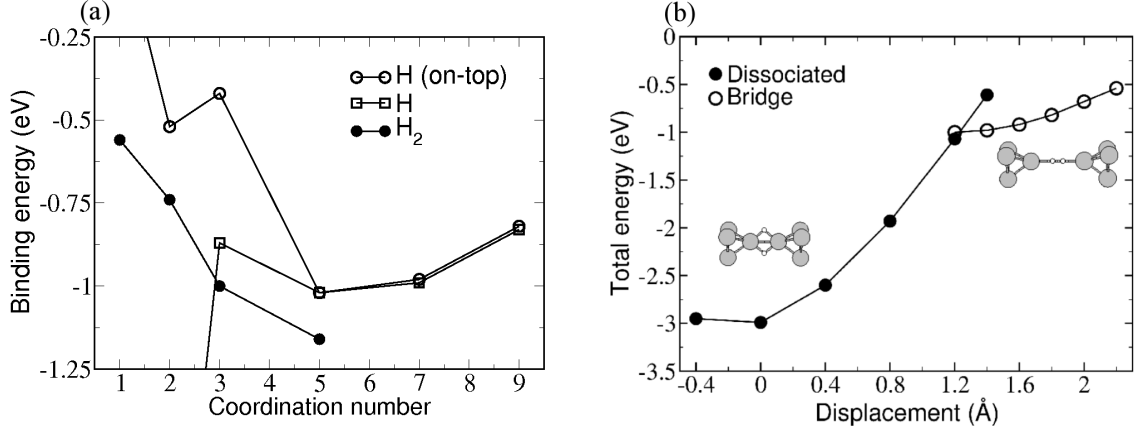 (a)
-0.25
-0.5
-0.75
-1
-1.25
Binding energy (eV)
H (on-top)
H
H2
1 2 3 5 6 7 8 9
Coordination number
(b)
0
-0.5
-1
-1.5
-2
-2.5
-3
-3.5
Total energy (eV)
Dissociated
Bridge
-0.4 0 0.4 0.8 1.2 1.6 2
Displacement (Å)